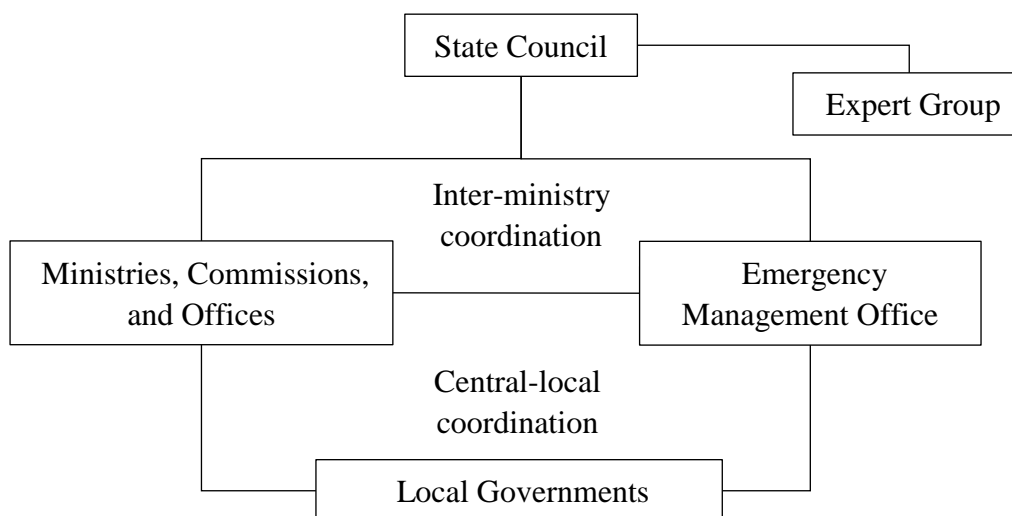 State Council
Expert Group
Inter-ministry
coordination
Ministries, Commissions,
and Offices
Emergency
Management Office
Central-local
coordination
Local Governments